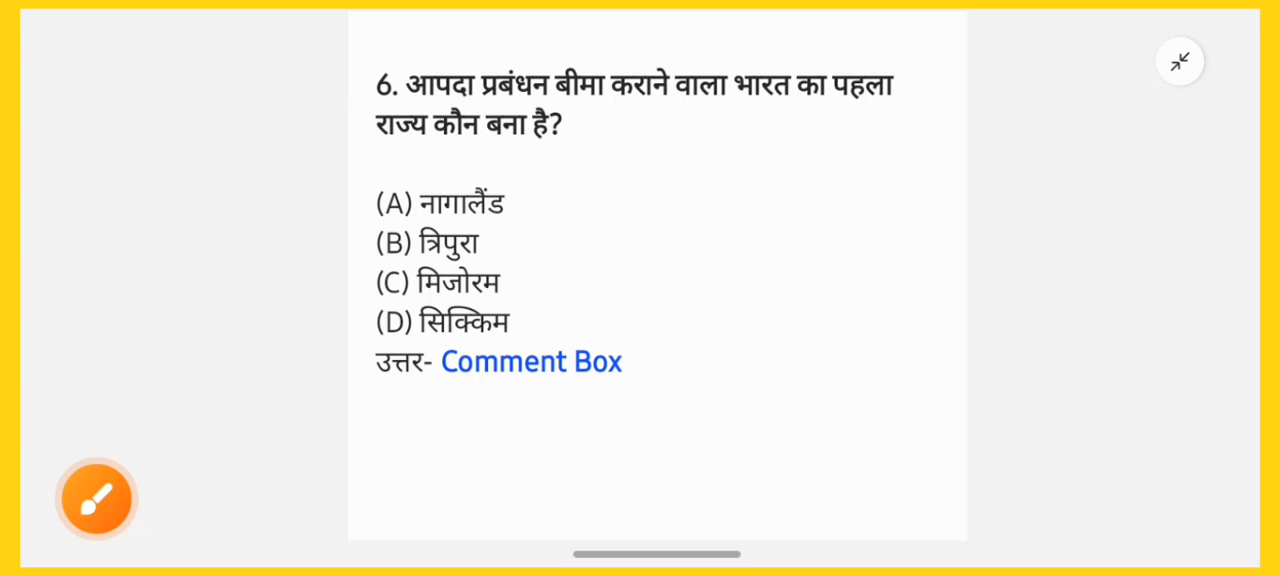 6. आपदा प्रबंधन बीमा कराने वाला भारत का पहला
राज्य कौन बना है?
(A) नागालैंड
(B) त्रिपुरा
(C) मिजोरम
(D) सिक्किम
उत्तर- Comment Box